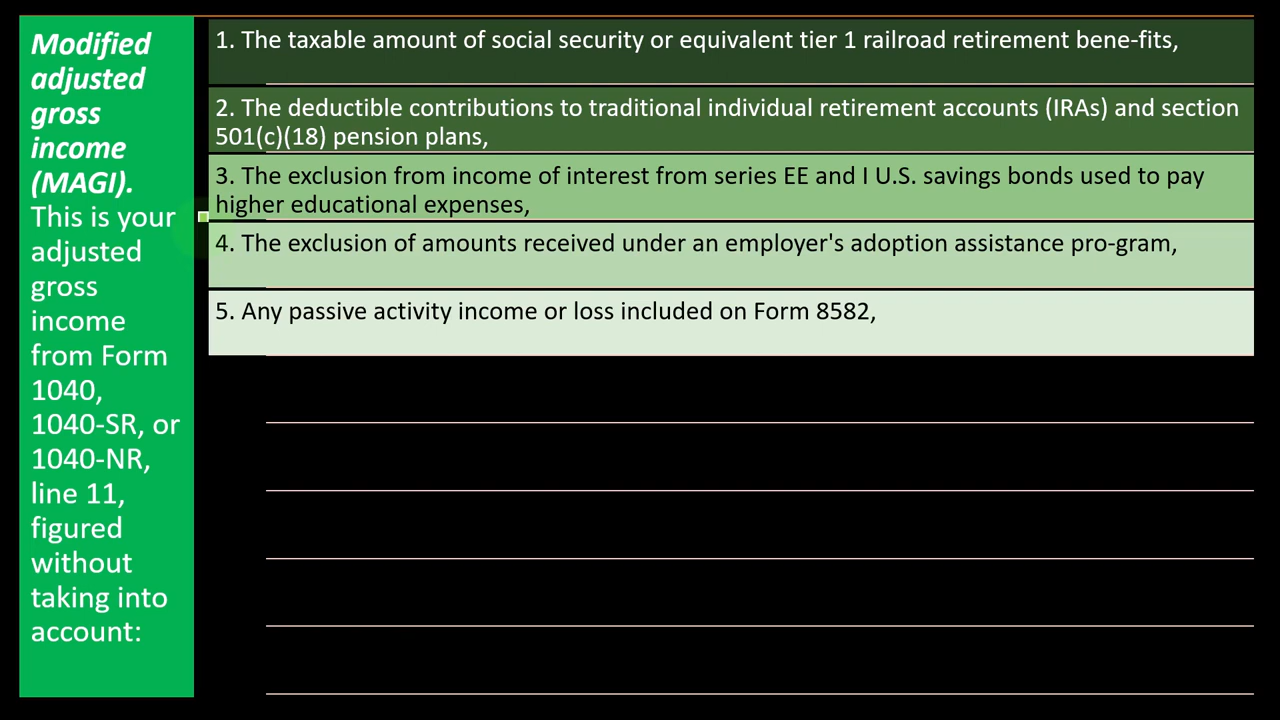 Modified
adjusted
gross
income
(MAGI).
This is your
adjusted
gross
income
from Form
1040,
1040-SR, or
1040-NR,
line 11,
figured
without
taking into
account:
1. The taxable amount of social security or equivalent tier 1 railroad retirement bene-fits,
2. The deductible contributions to traditional individual retirement accounts (IRAs) and section
501(c)(18) pension plans,
3. The exclusion from income of interest from series EE and I U.S. savings bonds used to pay
higher educational expenses,
4. The exclusion of amounts received under an employer's adoption assistance pro-gram,
5. Any passive activity income or loss included on Form 8582,